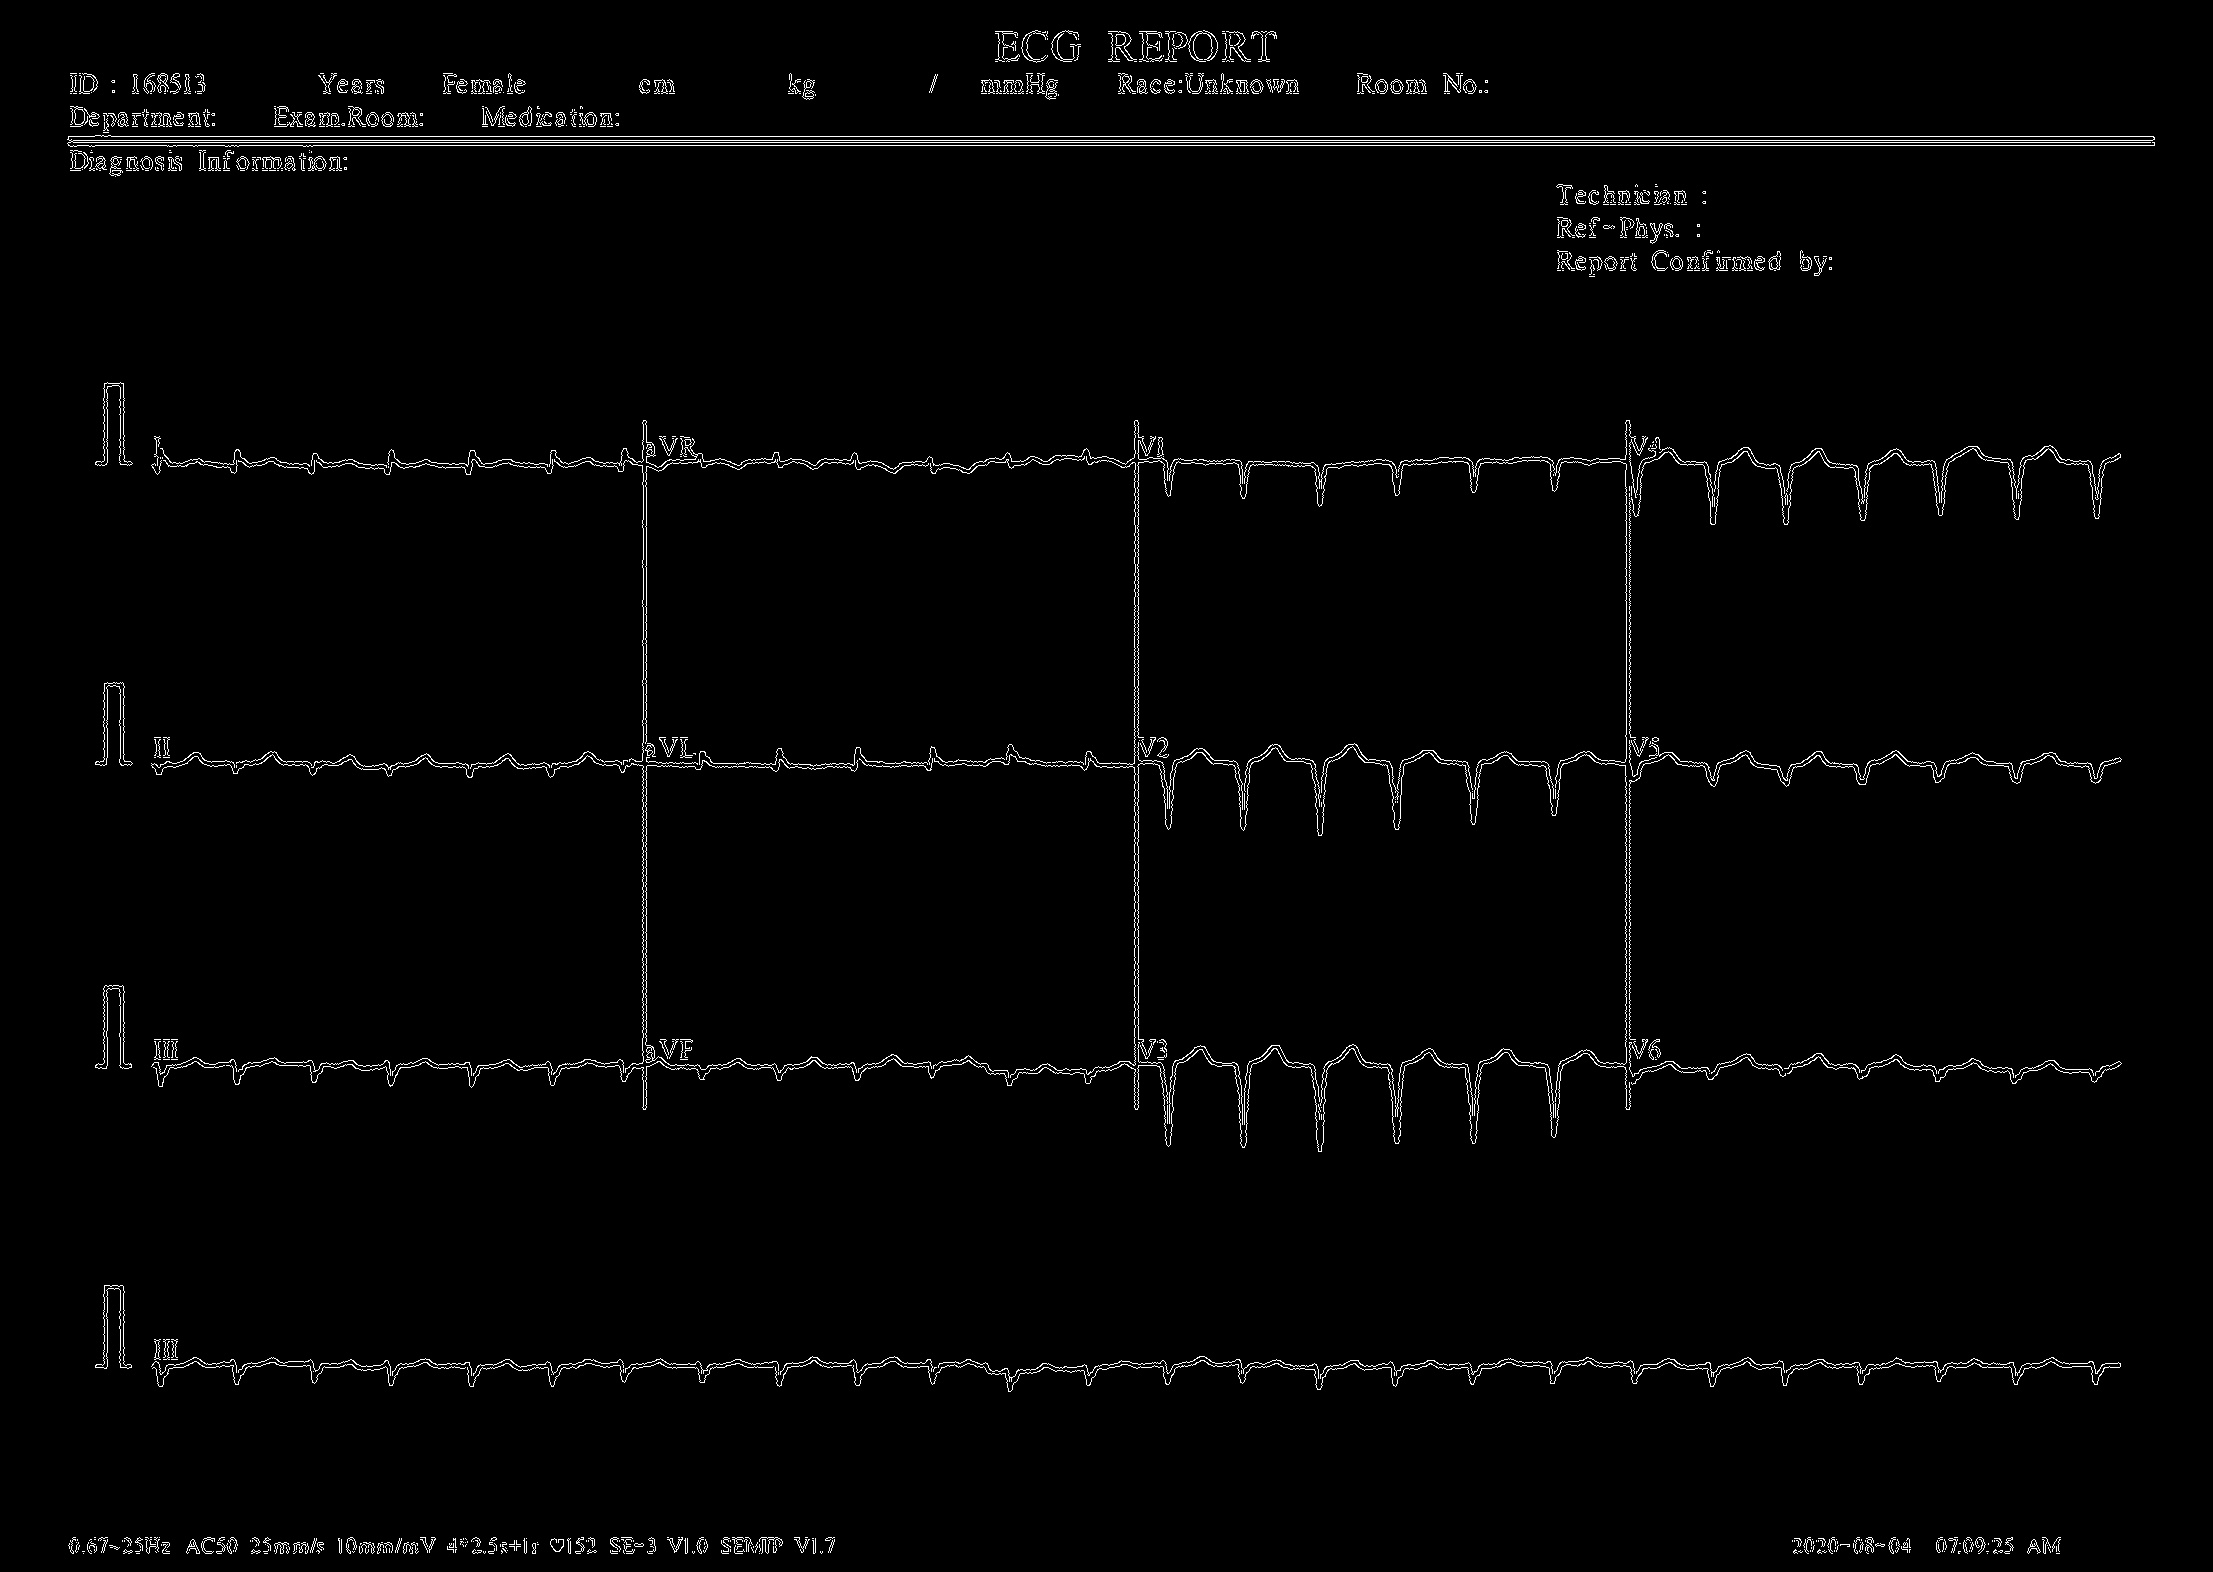 ECG REPORT
ID : 168513 Years Female cm kg / mmHg Race:Unknown Room No.:
Department: Exam.Room: Medication:
Diagnosis Information:
Technician :
Ref-Phys. :
Report Confirmed by:
I aVR V1 V4
II aVL V2 V5
III aVF V3 V6
III
0.67~25Hz AC50 25mm/s 10mm/mV 4*2.5s+1r ♡152 SE-3 V1.0 SEMIP V1.7 2020-08-04 07:09:25 AM